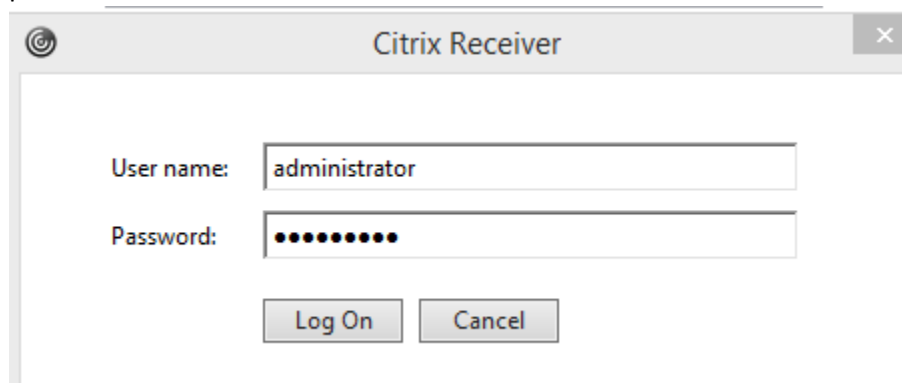 Citrix Receiver
User name: administrator
Password: ●●●●●●●●●
Log On Cancel